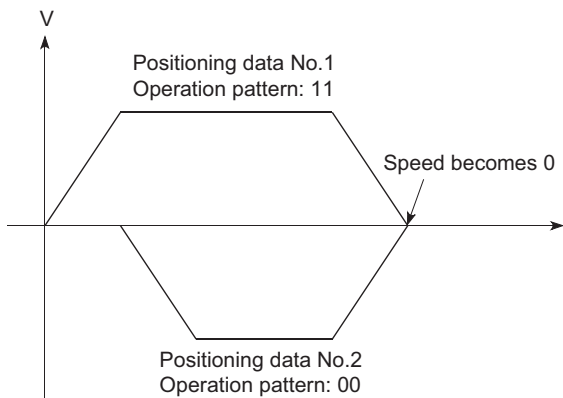 V
Positioning data No.1
Operation pattern: 11
Speed becomes 0
Positioning data No.2
Operation pattern: 00